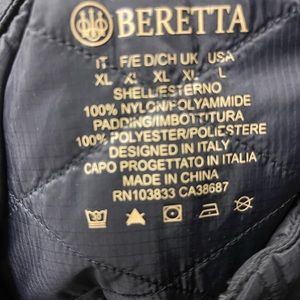 BERETTA
IT F/E D/CH UK USA
XL XL XL XL L
SHELL/ESTERNO
100% NYLON/POLYAMMIDE
PADDING/IMBOTTITURA
100% POLYESTER/POLIESTERE
DESIGNED IN ITALY
CAPO PROGETTATO IN ITALIA
MADE IN CHINA
RN103833 CA38687